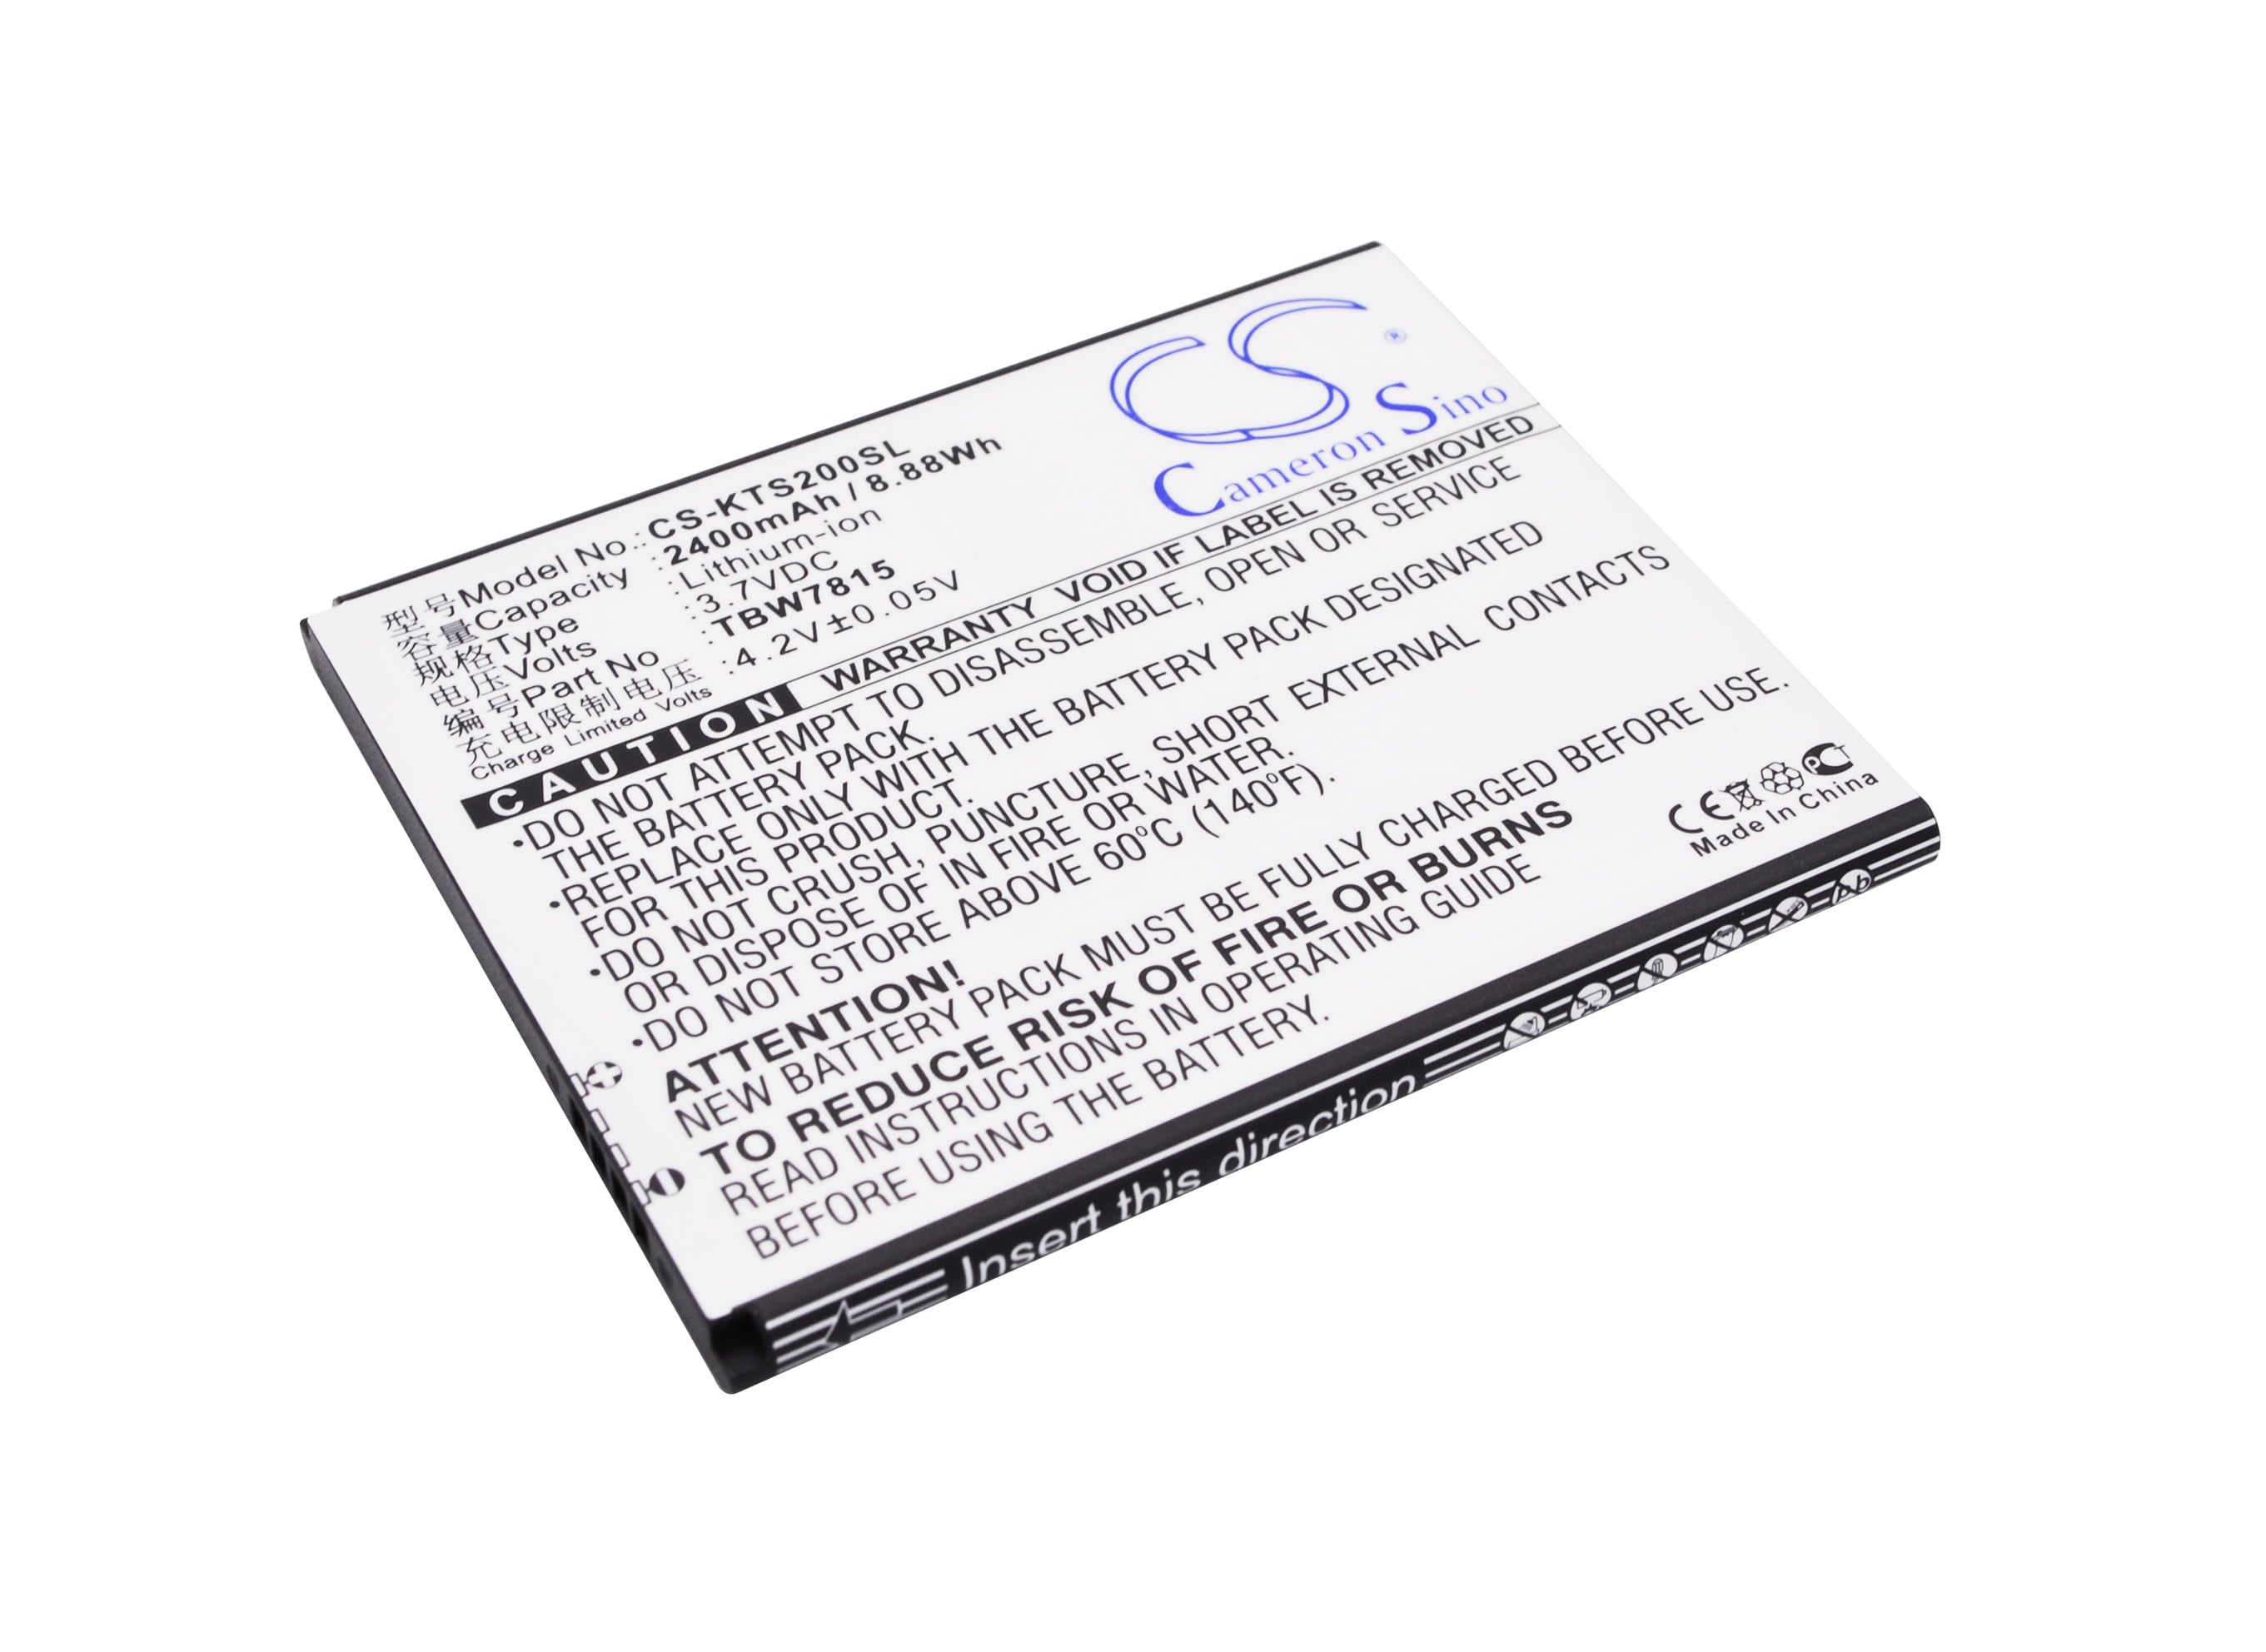 CS ®
Cameron Sino
型号Model No.:CS-KTS200SL
容量Capacity :2400mAh / 8.88Wh
规格Type :Lithium-ion
电压Volts :3.7VDC
编号Part No :TBW7815
充电限制电压 :4.2V±0.05V
Charge Limited Volts
CAUTION WARRANTY VOID IF LABEL IS REMOVED
•DO NOT ATTEMPT TO DISASSEMBLE, OPEN OR SERVICE
THE BATTERY PACK.
•REPLACE ONLY WITH THE BATTERY PACK DESIGNATED
FOR THIS PRODUCT.
•DO NOT CRUSH, PUNCTURE, SHORT EXTERNAL CONTACTS
OR DISPOSE OF IN FIRE OR WATER.
•DO NOT STORE ABOVE 60°C (140°F).
ATTENTION!
NEW BATTERY PACK MUST BE FULLY CHARGED BEFORE USE.
TO REDUCE RISK OF FIRE OR BURNS
READ INSTRUCTIONS IN OPERATING GUIDE
BEFORE USING THE BATTERY.
CE PCT
Made In China
Insert this direction